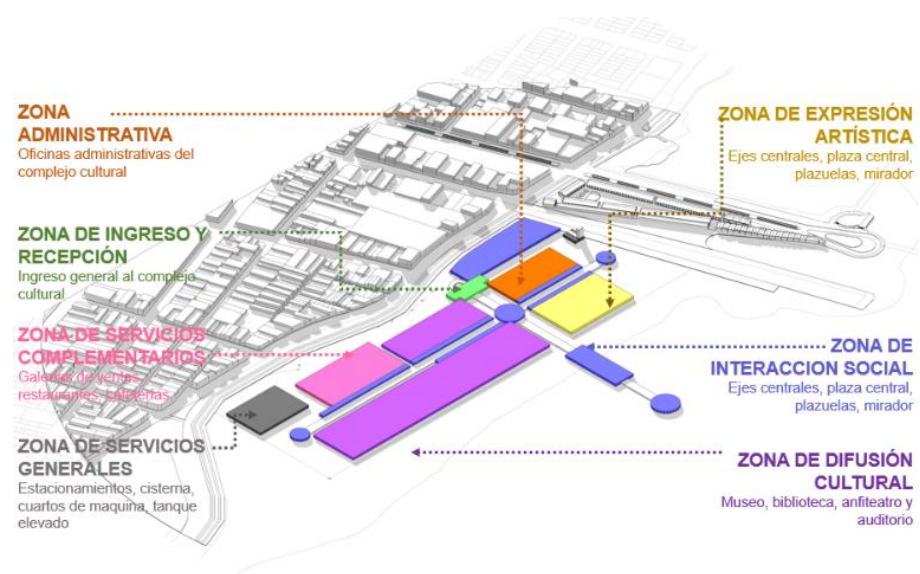 ZONA
ADMINISTRATIVA
Oficinas administrativas del
complejo cultural
ZONA DE INGRESO Y
RECEPCIÓN
Ingreso general al complejo
cultural
ZONA DE SERVICIOS
COMPLEMENTARIOS
Galerías de ventas,
restaurantes, cafeterías,
ZONA DE SERVICIOS
GENERALES
Estacionamientos, cisterna,
cuartos de maquina, tanque
elevado
ZONA DE EXPRESIÓN
ARTÍSTICA
Ejes centrales, plaza central,
plazuelas, mirador
ZONA DE
INTERACCION SOCIAL
Ejes centrales, plaza central,
plazuelas, mirador
ZONA DE DIFUSIÓN
CULTURAL
Museo, biblioteca, anfiteatro y
auditorio